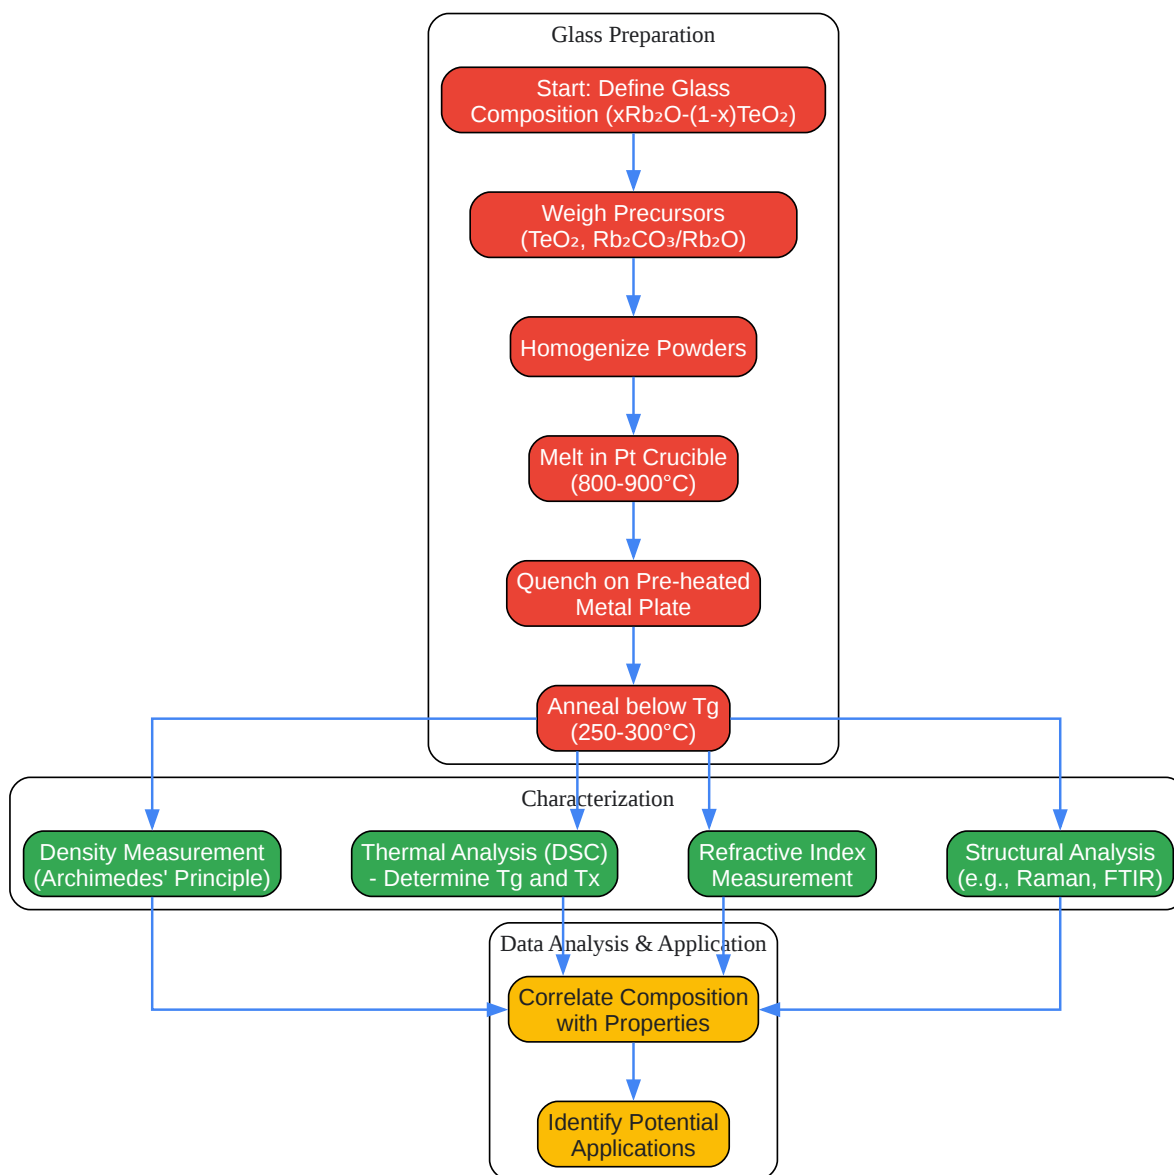 Glass Preparation
Start: Define Glass
Composition (xRb₂O-(1-x)TeO₂)
Weigh Precursors
(TeO₂, Rb₂CO₃/Rb₂O)
Homogenize Powders
Melt in Pt Crucible
(800-900°C)
Quench on Pre-heated
Metal Plate
Anneal below Tg
(250-300°C)
Characterization
Density Measurement
(Archimedes' Principle)
Thermal Analysis (DSC)
- Determine Tg and Tx
Refractive Index
Measurement
Structural Analysis
(e.g., Raman, FTIR)
Data Analysis & Application
Correlate Composition
with Properties
Identify Potential
Applications